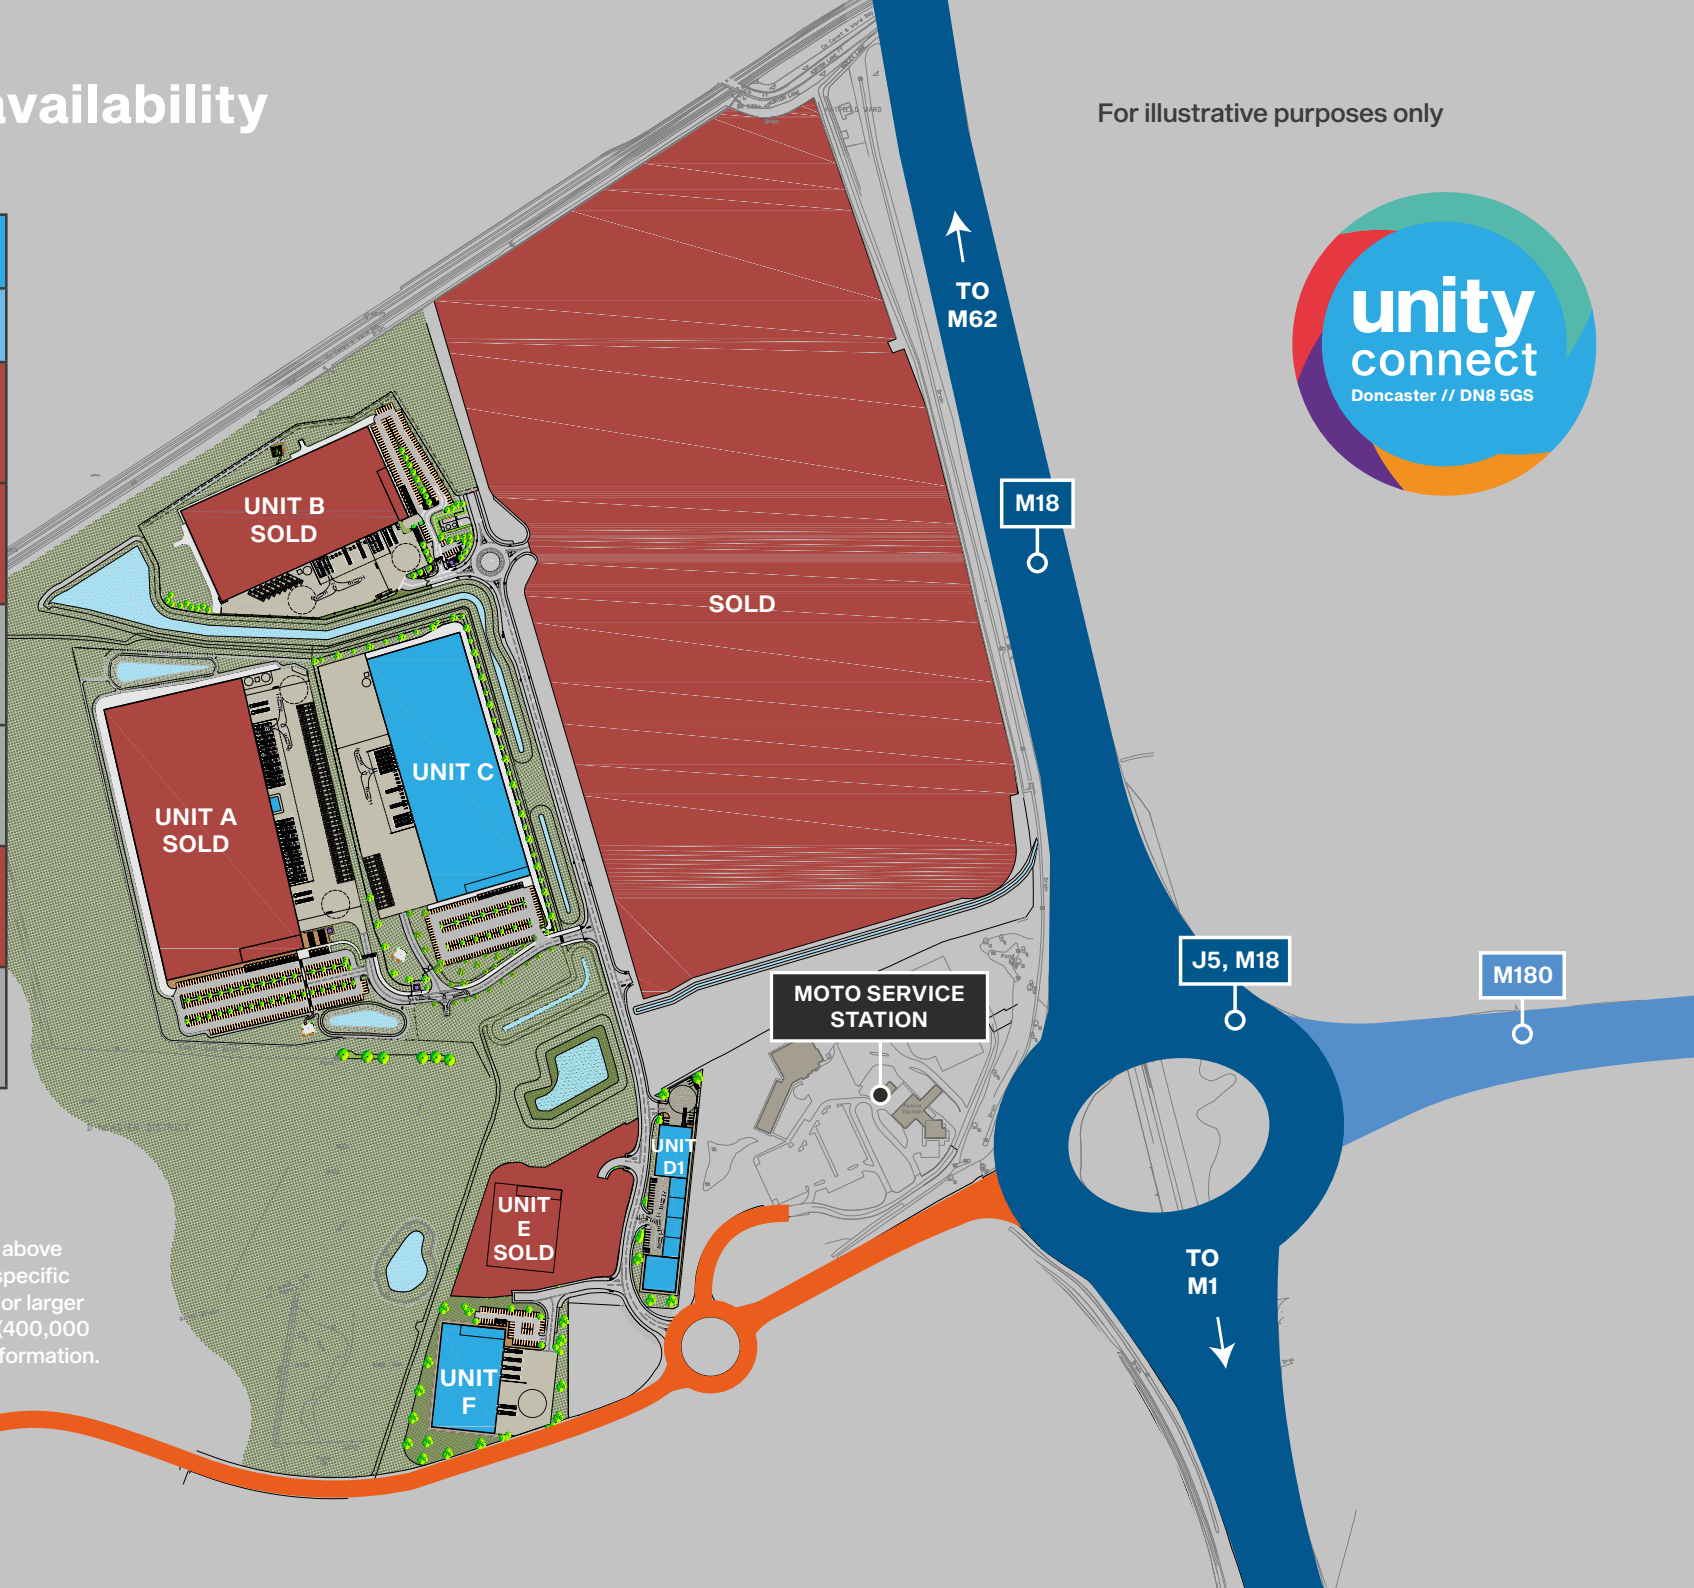 availability
For illustrative purposes only
TO
M62
unity
connect
Doncaster // DN8 5GS
M18
UNIT B
SOLD
SOLD
UNIT C
UNIT A
SOLD
J5, M18
M180
MOTO SERVICE
STATION
UNIT
D1
UNIT
E
SOLD
TO
M1
UNIT
F
above
specific
or larger
(400,000
formation.